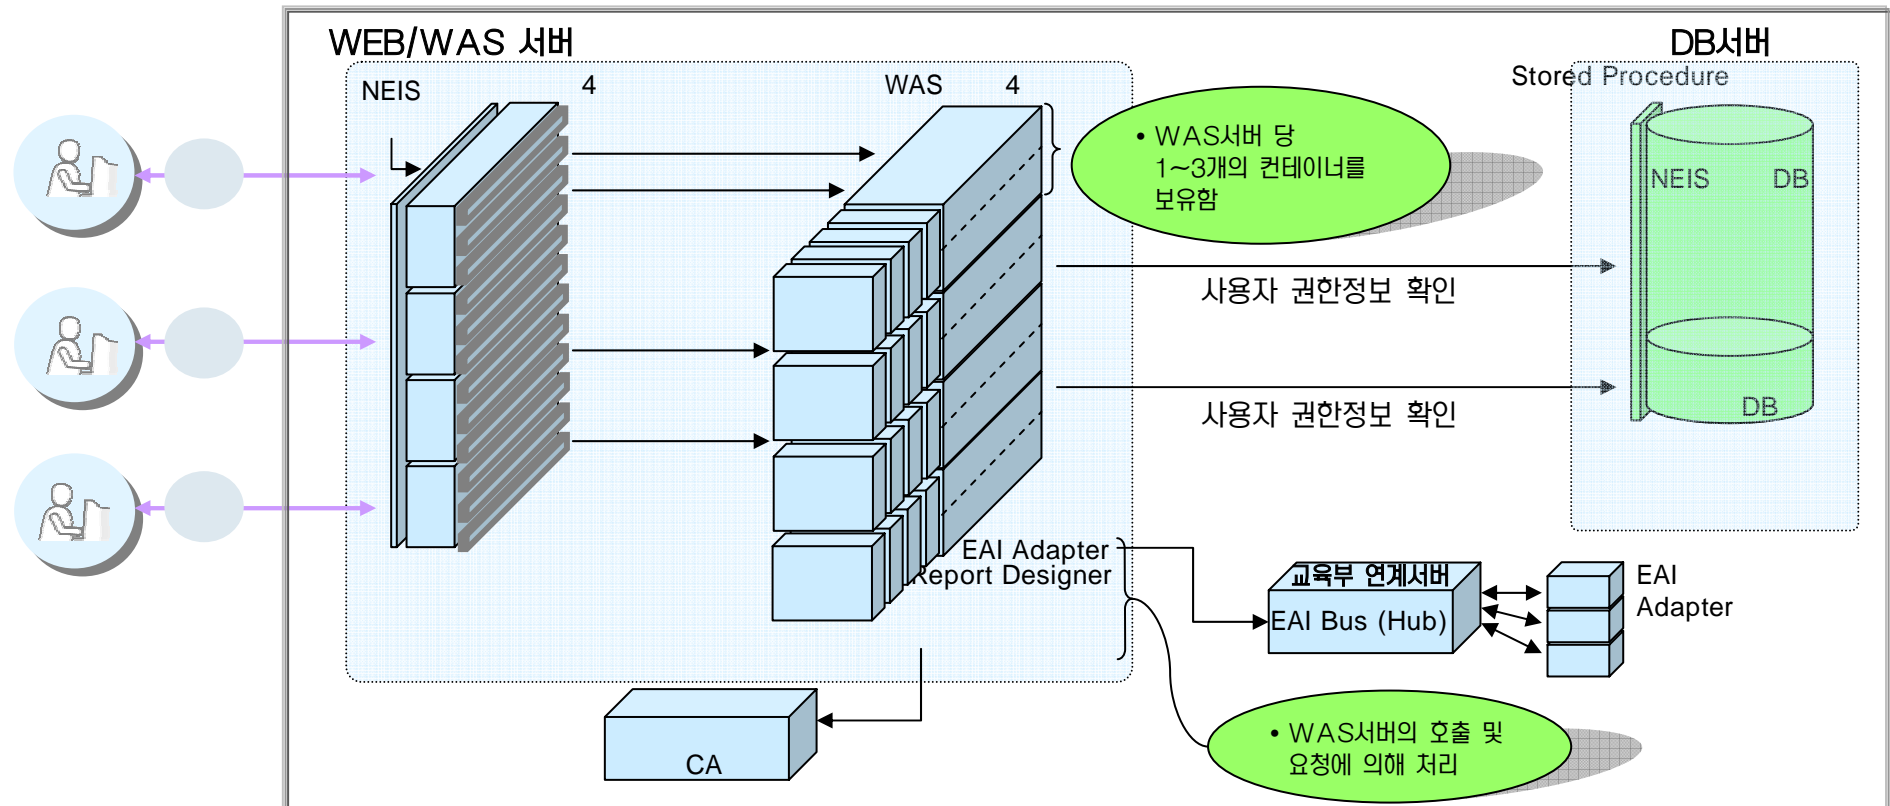 WEB/WAS 서버
DB서버
NEIS
4
WAS
4
Stored Procedure
• WAS서버 당
1~3개의 컨테이너를
보유함
NEIS
DB
사용자 권한정보 확인
사용자 권한정보 확인
DB
EAI Adapter
Report Designer
교육부 연계서버
EAI Bus (Hub)
EAI
Adapter
CA
• WAS서버의 호출 및
요청에 의해 처리